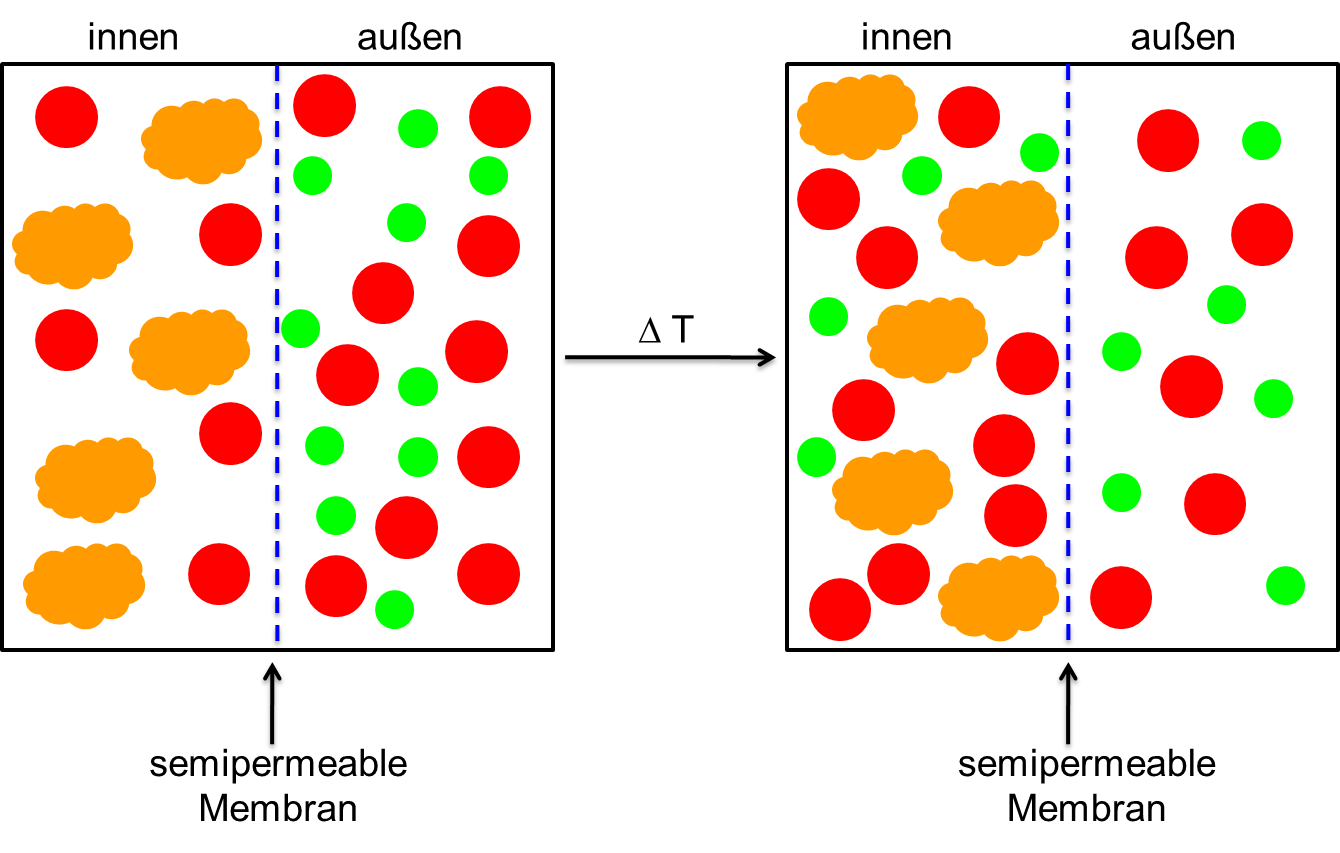 innen
außen
innen
außen
Δ T
semipermeable
Membran
semipermeable
Membran